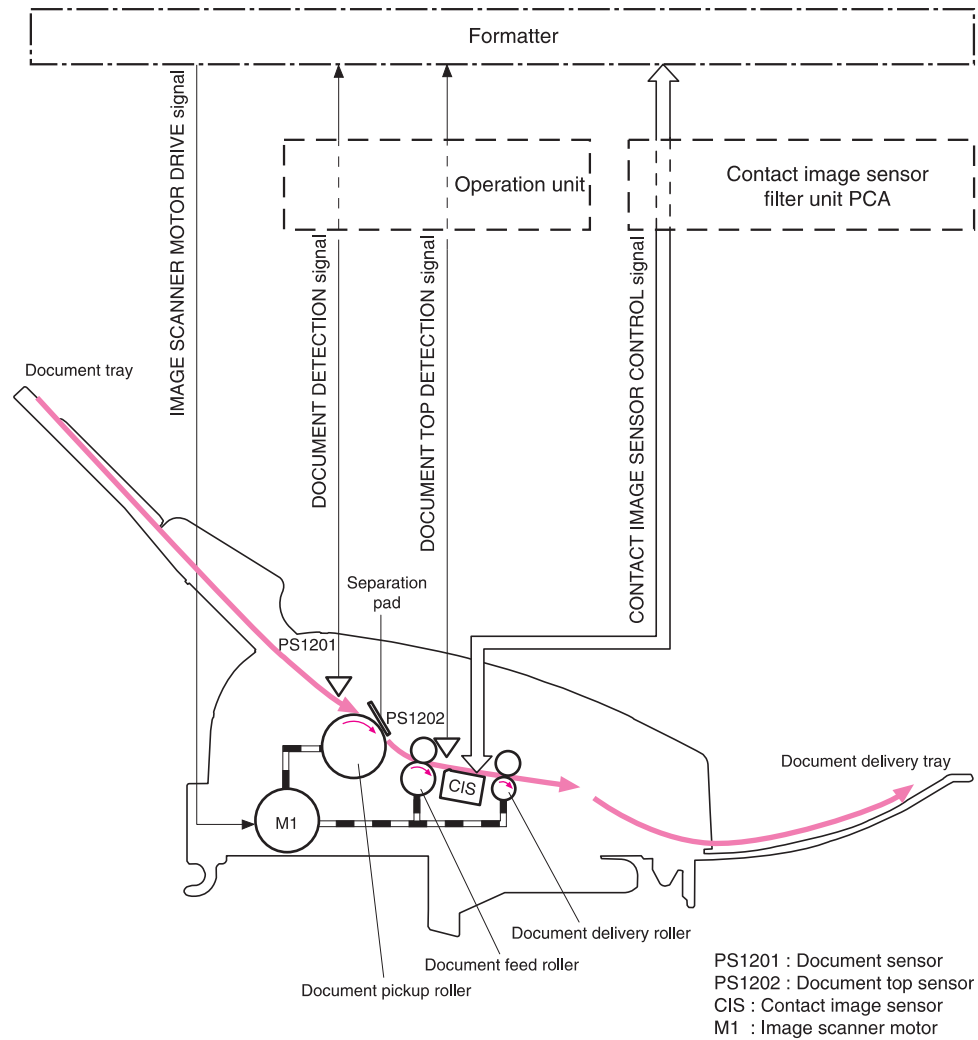 Formatter
IMAGE SCANNER MOTOR DRIVE signal
Operation unit
Contact image sensor
filter unit PCA
DOCUMENT DETECTION signal
DOCUMENT TOP DETECTION signal
CONTACT IMAGE SENSOR CONTROL signal
Document tray
Separation
pad
PS1201
PS1202
CIS
M1
Document delivery tray
Document delivery roller
Document feed roller
Document pickup roller
PS1201 : Document sensor
PS1202 : Document top sensor
CIS : Contact image sensor
M1 : Image scanner motor